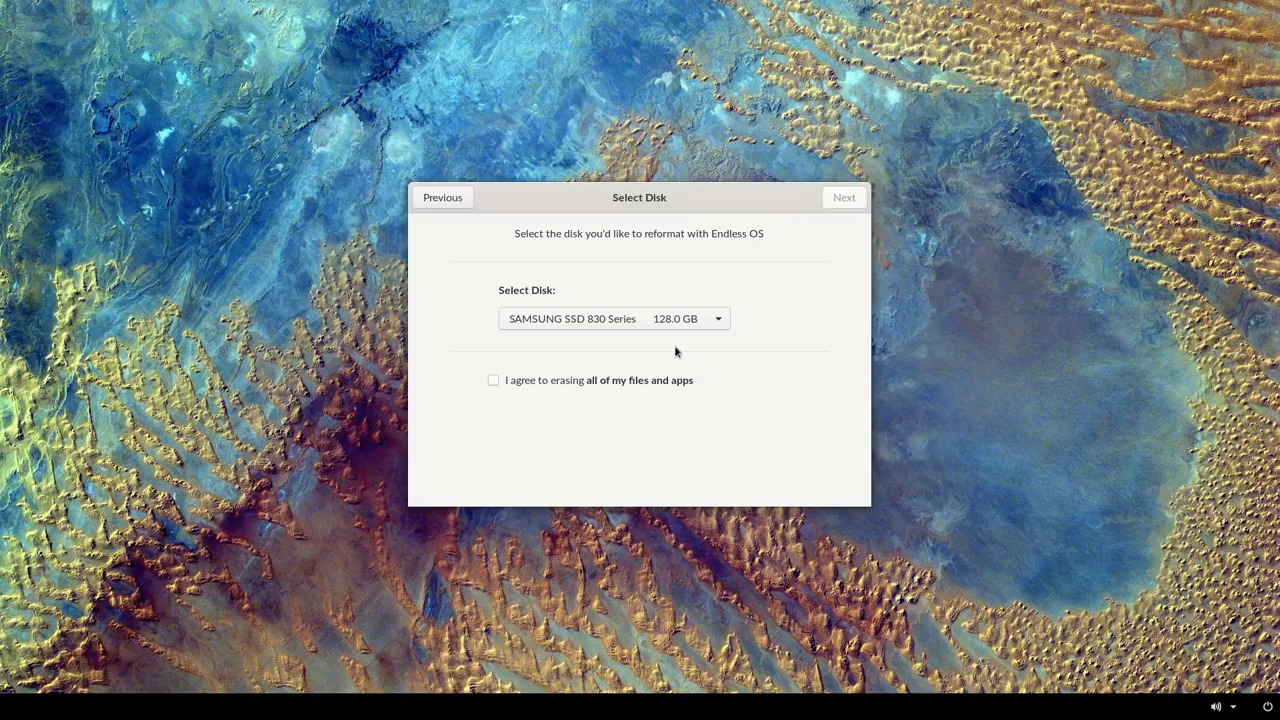 Previous
Select Disk
Next
Select the disk you'd like to reformat with Endless OS
Select Disk:
SAMSUNG SSD 830 Series 128.0 GB
I agree to erasing all of my files and apps